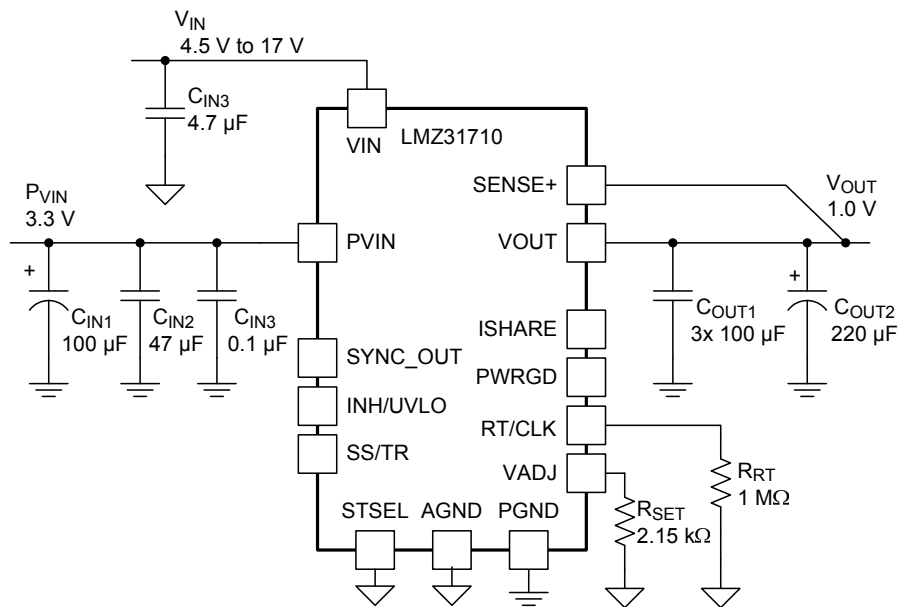 VIN
4.5 V to 17 V
CIN3
4.7 µF
VIN
LMZ31710
SENSE+
VOUT
1.0 V
PVIN
3.3 V
PVIN
VOUT
+
CIN1
100 µF
CIN2
47 µF
CIN3
0.1 µF
COUT1
3x 100 µF
+
COUT2
220 µF
ISHARE
SYNC_OUT
PWRGD
INH/UVLO
RT/CLK
SS/TR
VADJ
RRT
1 MΩ
RSET
2.15 kΩ
STSEL
AGND
PGND